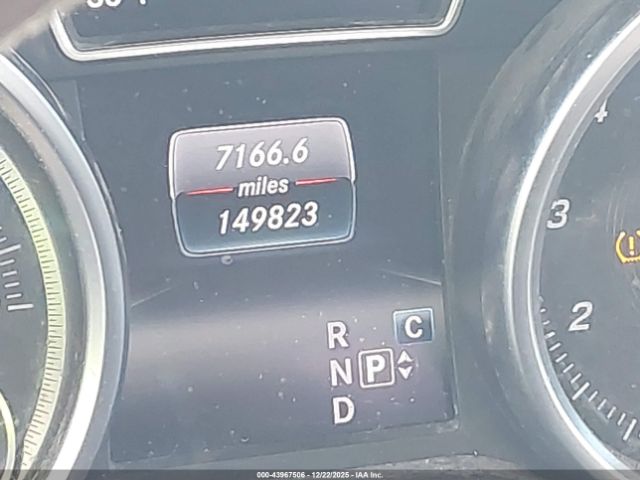 7166.6
miles
149823
4
3
2
R C
N P
D
(!)
000-43967506 - 12/22/2025 - IAA Inc.